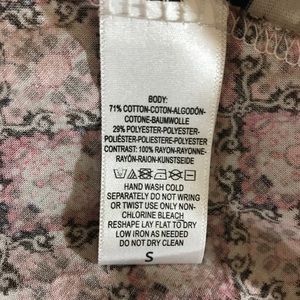 BODY:
71% COTTON-COTON-ALGODÓN-
COTONE-BAUMWOLLE
29% POLYESTER-POLYESTER-
POLIÉSTER-POLIESTERE-POLYESTER
CONTRAST: 100% RAYON-RAYONNE-
RAYÓN-RAION-KUNSTSEIDE
HAND WASH COLD
SEPARATELY DO NOT WRING
OR TWIST USE ONLY NON-
CHLORINE BLEACH
RESHAPE LAY FLAT TO DRY
LOW IRON AS NEEDED
DO NOT DRY CLEAN
S